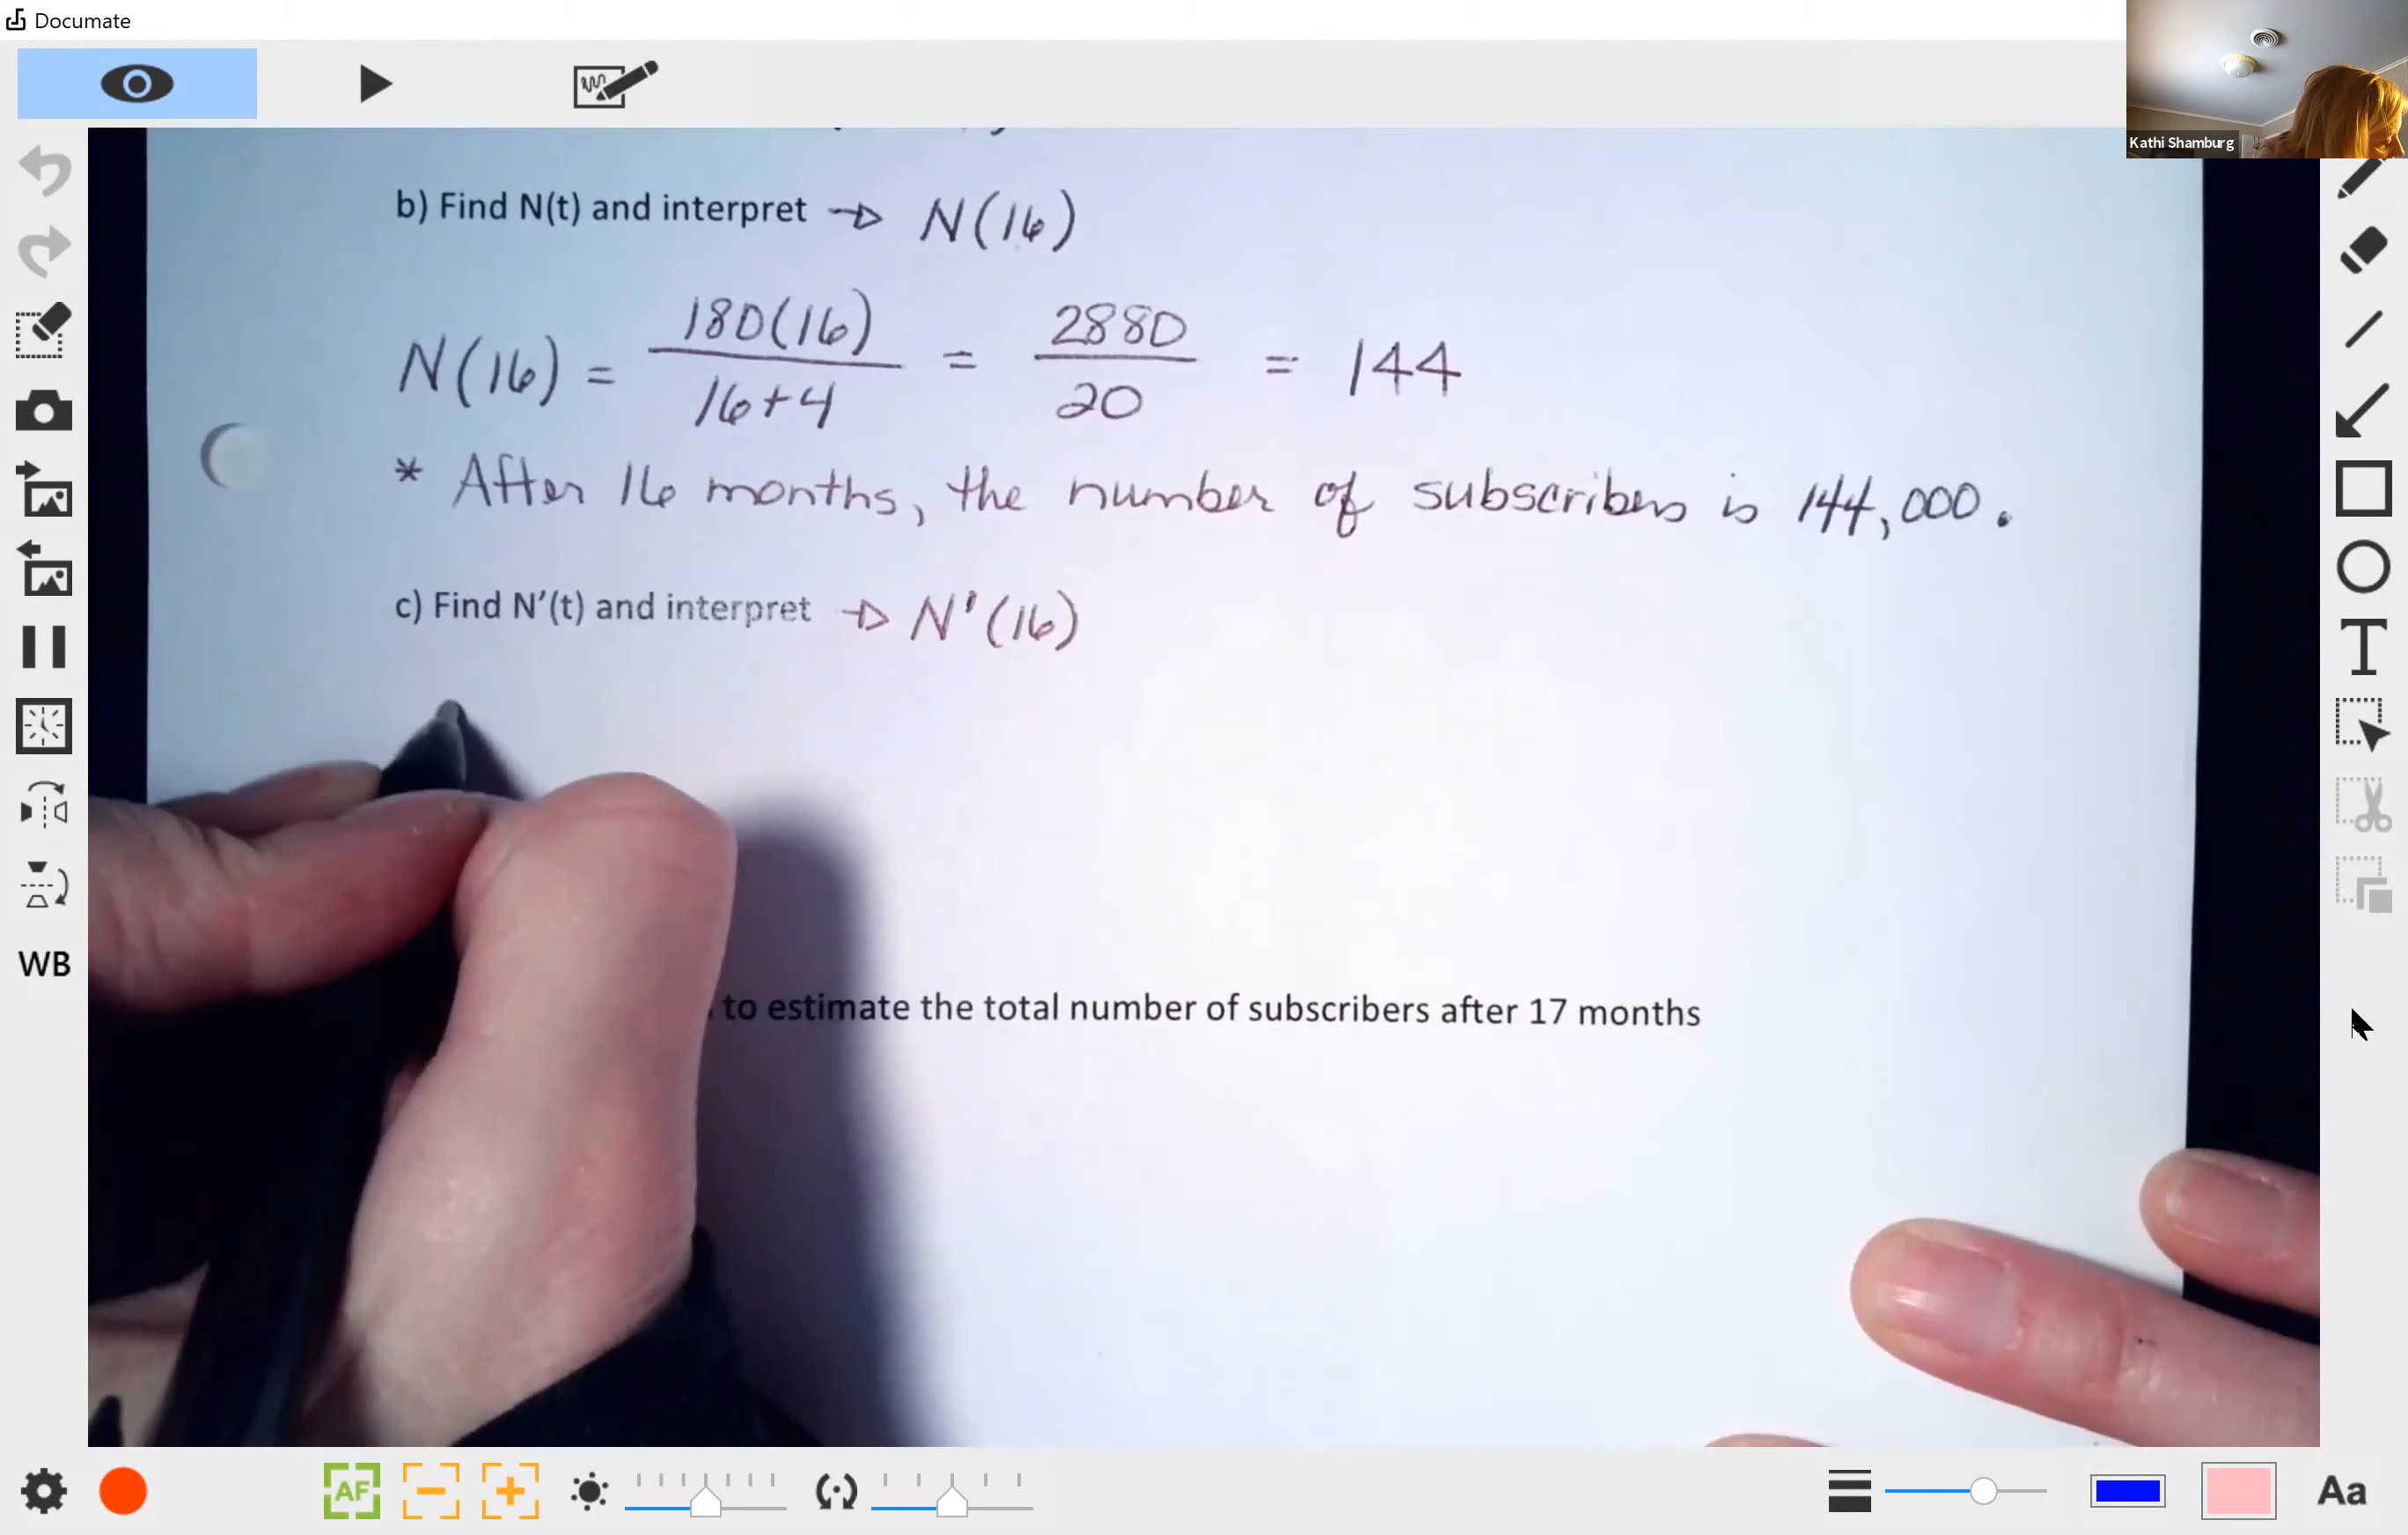 Documate
Kathi Shamburg
b) Find N(t) and interpret → N(16)
N(16) = 180(16) / 16+4 = 2880 / 20 = 144
* After 16 months, the number of subscribers is 144,000.
c) Find N'(t) and interpret → N'(16)
to estimate the total number of subscribers after 17 months
WB
T
AF
Aa